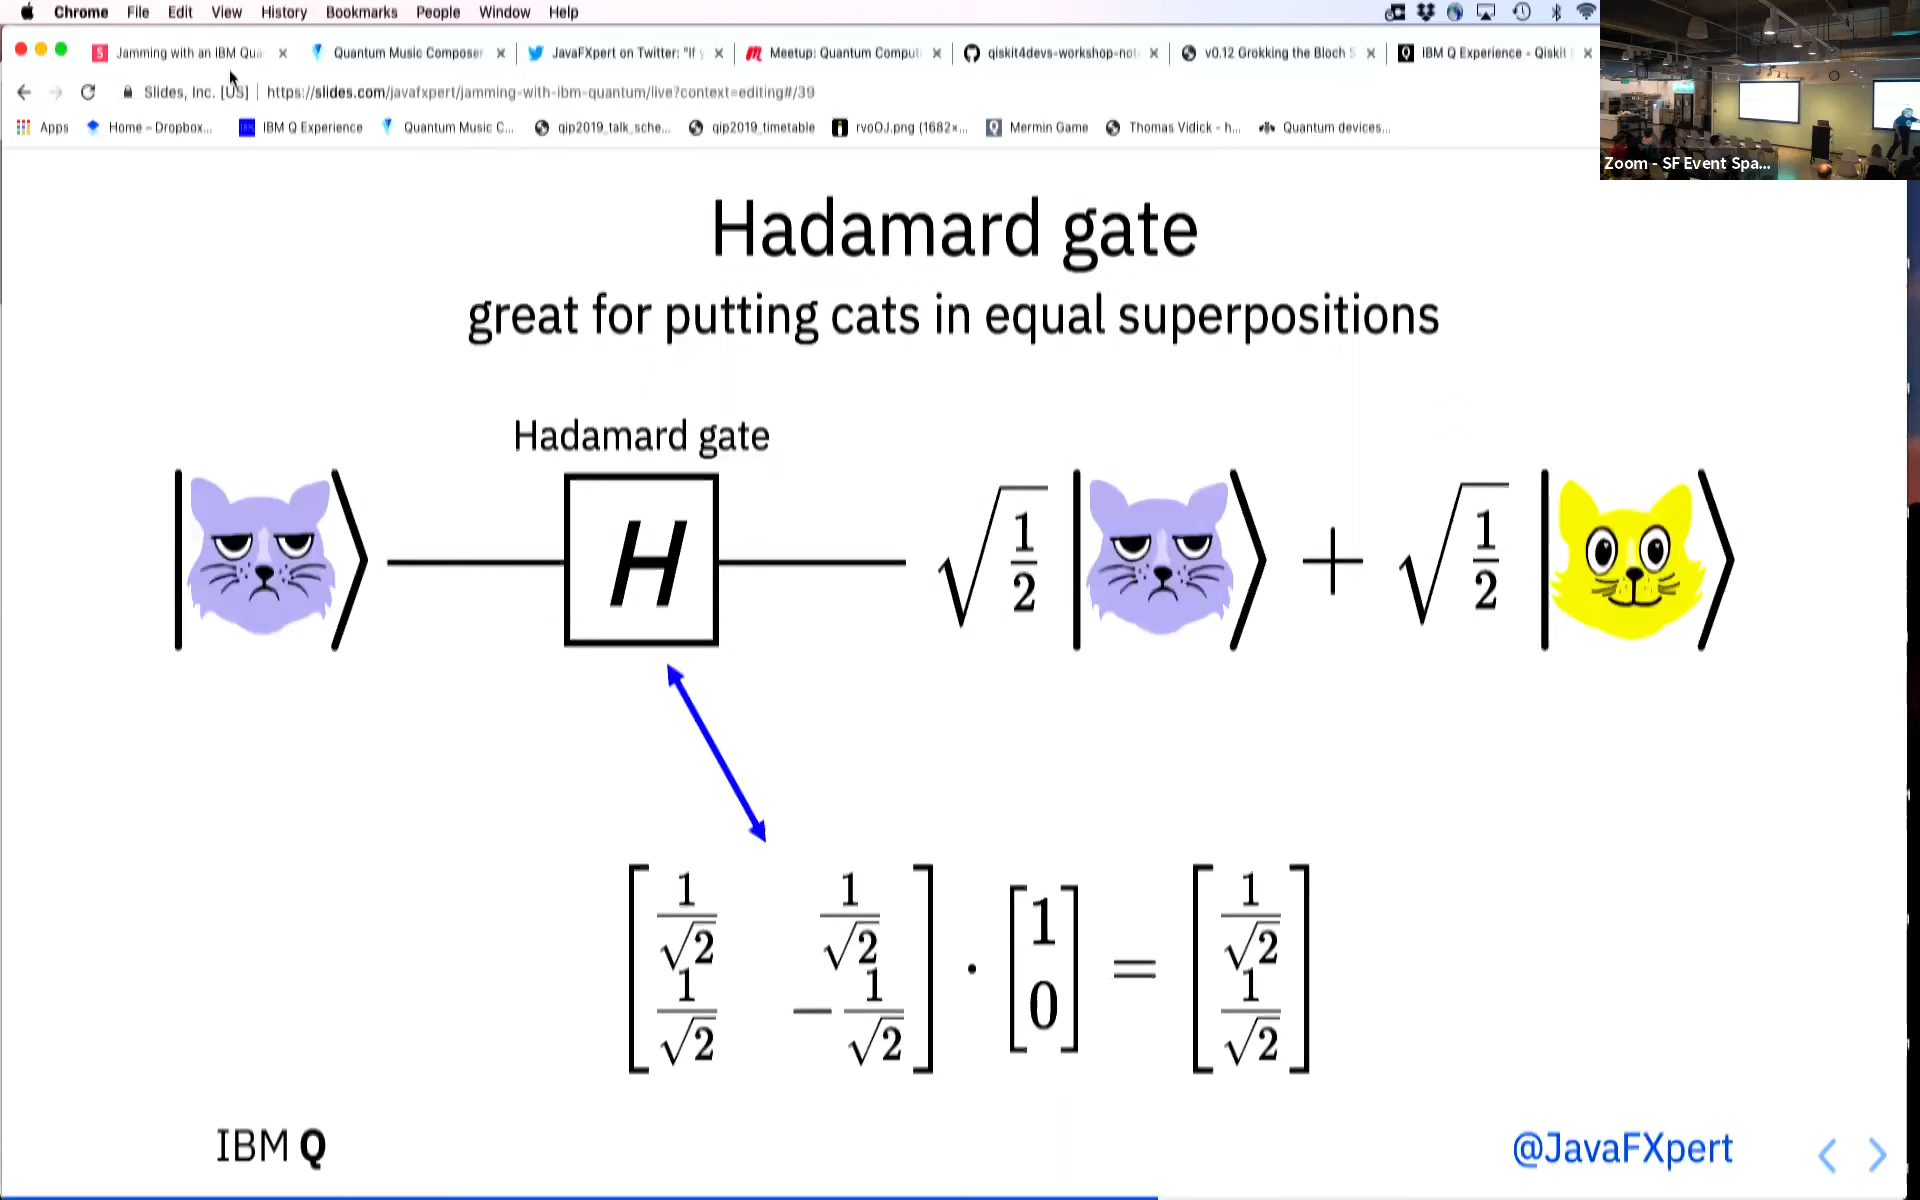 Chrome File Edit View History Bookmarks People Window Help
Jamming with an IBM Qua
Quantum Music Composer
JavaFXpert on Twitter: "If y
Meetup: Quantum Comput
qiskit4devs-workshop-not
v0.12 Grokking the Bloch S
IBM Q Experience - Qiskit
Slides, Inc. [US] https://slides.com/javafxpert/jamming-with-ibm-quantum/live?context=editing#/39
Apps Home – Dropbox... IBM Q Experience Quantum Music C... qip2019_talk_sche... qip2019_timetable rvoOJ.png (1682×... Mermin Game Thomas Vidick - h... Quantum devices...
Zoom - SF Event Spa...
Hadamard gate
great for putting cats in equal superpositions
Hadamard gate
| ⟩ H √1/2 | ⟩ + √1/2 | ⟩
[1/√2 1/√2] · [1] = [1/√2]
[1/√2 −1/√2] [0] [1/√2]
IBM Q
@JavaFXpert